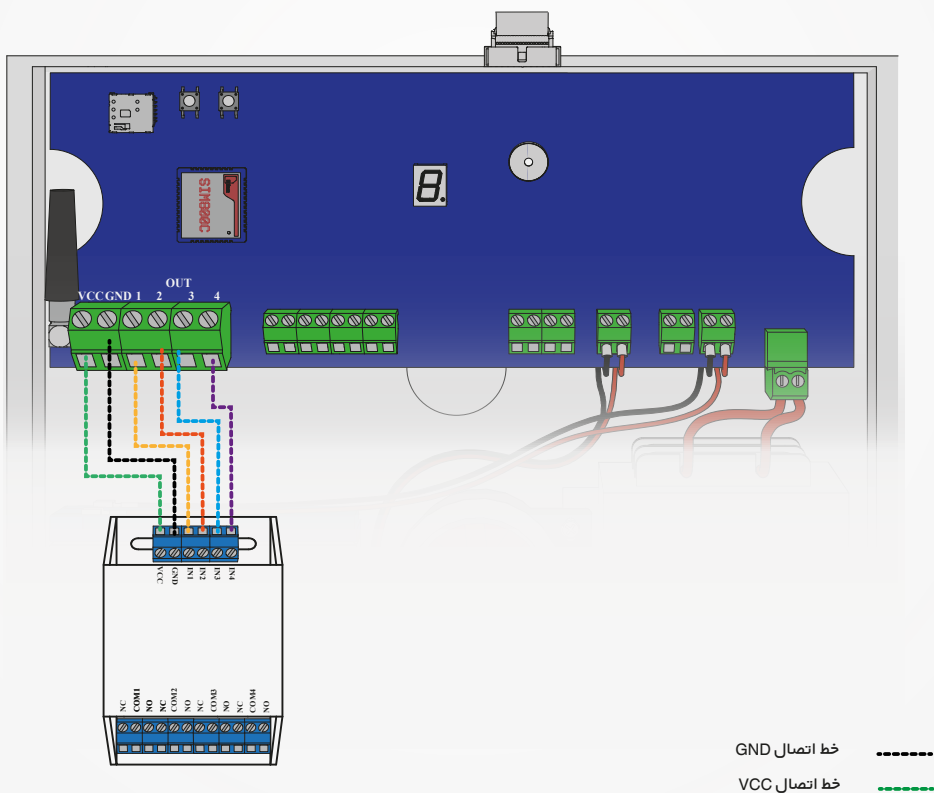 SIM800C
8.
OUT
VCC GND 1 2 3 4
VCC GND IN1 IN2 IN3 IN4
NC COM1 NO NC COM2 NO NC COM3 NO NC COM4 NO
خط اتصال GND
خط اتصال VCC